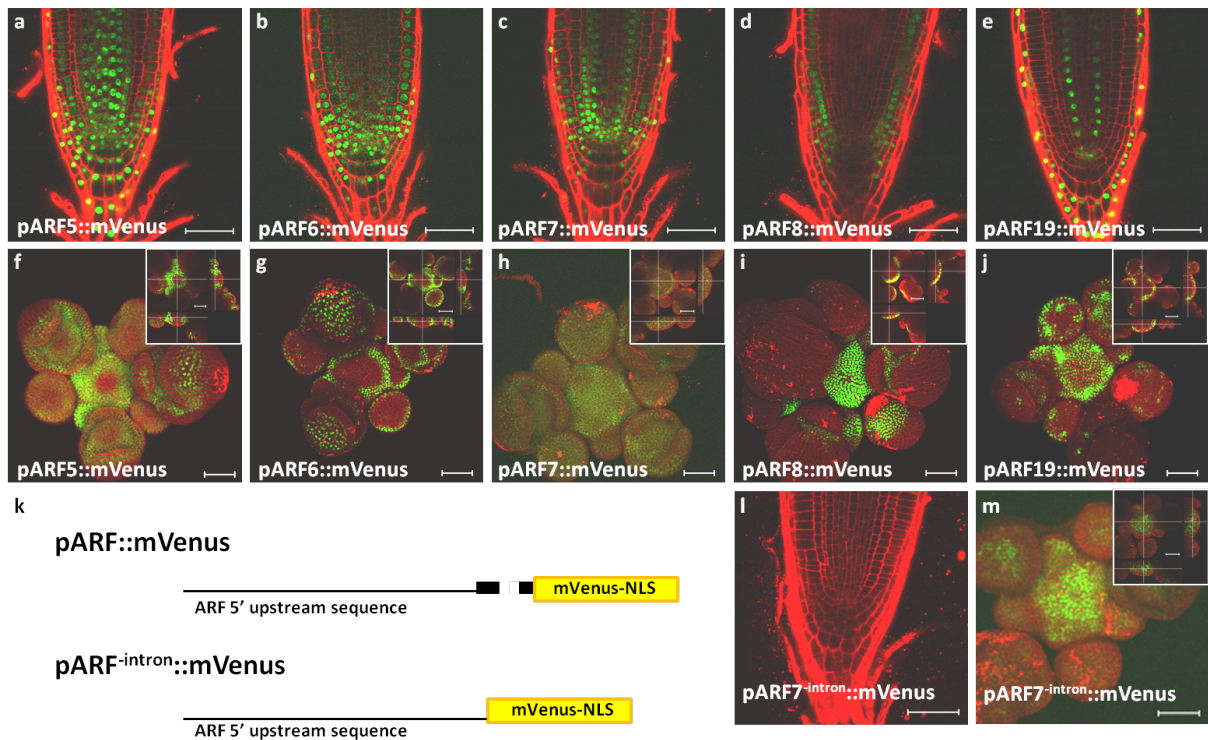 a
pARF5::mVenus
b
pARF6::mVenus
c
pARF7::mVenus
d
pARF8::mVenus
e
pARF19::mVenus
f
pARF5::mVenus
g
pARF6::mVenus
h
pARF7::mVenus
i
pARF8::mVenus
j
pARF19::mVenus
k
pARF::mVenus
mVenus-NLS
ARF 5’ upstream sequence
pARF-intron::mVenus
mVenus-NLS
ARF 5’ upstream sequence
l
pARF7-intron::mVenus
m
pARF7-intron::mVenus